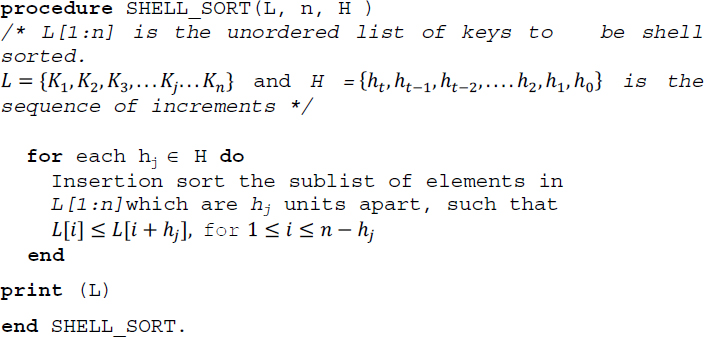 procedure SHELL_SORT(L, n, H )
/* L[1:n] is the unordered list of keys to be shell
sorted.
L = {K₁, K₂, K₃, … Kⱼ … Kₙ} and H = {hₜ, hₜ₋₁, hₜ₋₂, … . h₂, h₁, h₀} is the
sequence of increments */
for each hⱼ ∈ H do
Insertion sort the sublist of elements in
L[1:n]which are hⱼ units apart, such that
L[i] ≤ L[i + hⱼ], for 1 ≤ i ≤ n − hⱼ
end
print (L)
end SHELL_SORT.